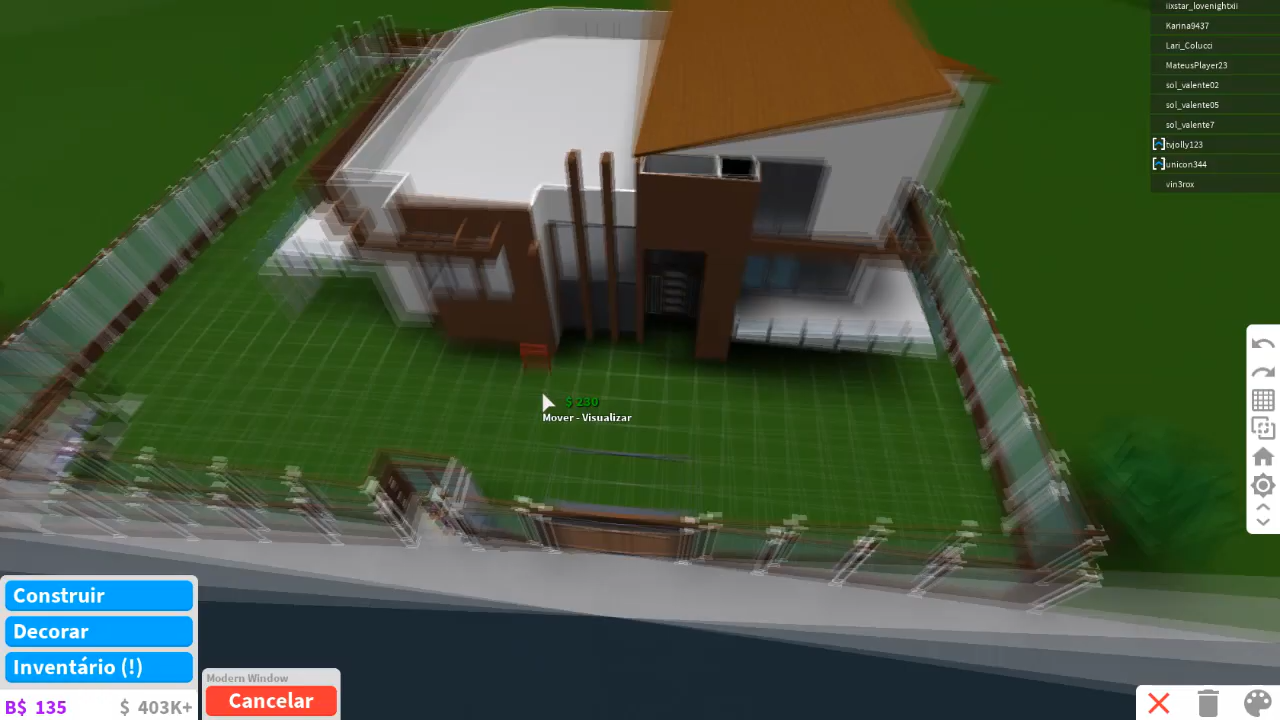 iixstar_lovenightxii
Karina9437
Lari_Colucci
MateusPlayer23
sol_valente02
sol_valente05
sol_valente7
tvjolly123
unicon344
vin3rox
$ 230
Mover - Visualizar
Construir
Decorar
Inventário (!)
B$ 135
$ 403K+
Modern Window
Cancelar